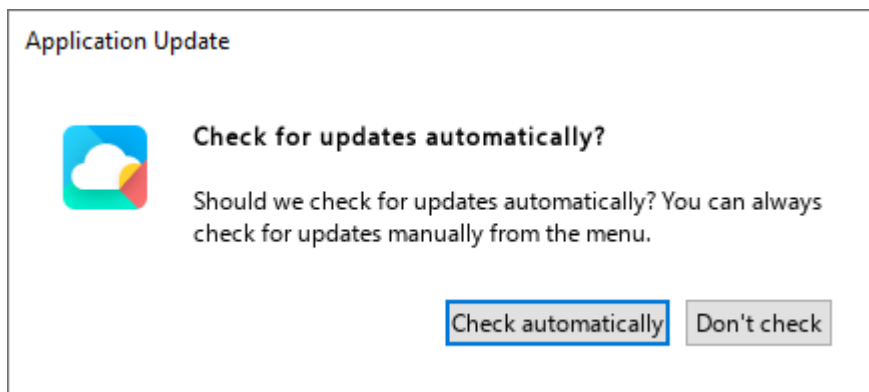 Application Update
Check for updates automatically?
Should we check for updates automatically? You can always
check for updates manually from the menu.
Check automatically
Don't check